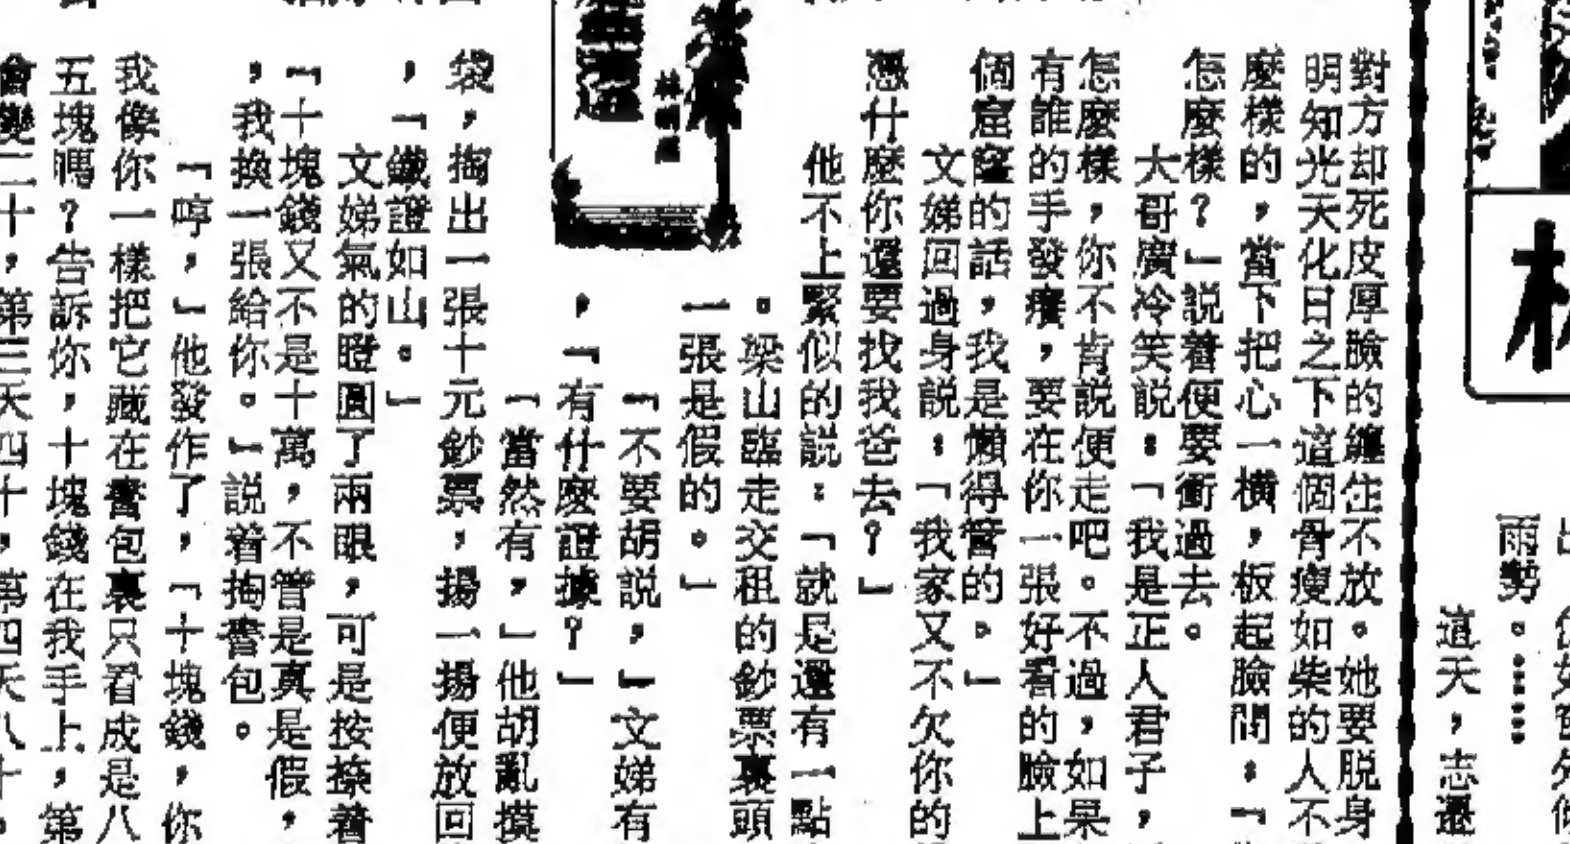 雨勢。……
這天，志遜
對方却死皮厚臉的纏住不放。她要脫身
明知光天化日之下這個骨瘦如柴的人不
麼樣的，當下把心一橫，板起臉問：「
怎麼樣？」説着便要衝過去。
大哥廣冷笑説：「我是正人君子，
怎麼樣，你不肯説便走吧。不過，如果
有誰的手發癢，要在你一張好看的臉上
個窟窿的話，我是懶得管的。」
文娣回過身説：「我家又不欠你的
憑什麼你還要找我爸去？」
他不上緊似的説：「就是還有一點
。梁山臨走交租的鈔票裏頭
一張是假的。」
「不要胡説，」文娣有
，「有什麼證據？」
「當然有，」他胡亂摸
袋，掏出一張十元鈔票，揚一揚便放回
，「鐵證如山。」
文娣氣的瞪圓了兩眼，可是按捺着
「十塊錢又不是十萬，不管是真是假，
，我換一張給你。」説着掏書包。
「哼，」他發作了，「十塊錢，你
我像你一樣把它藏在書包裏只看成是八
五塊嗎？告訴你，十塊錢在我手上，第
會變二十，第三天四十，第四天八十。